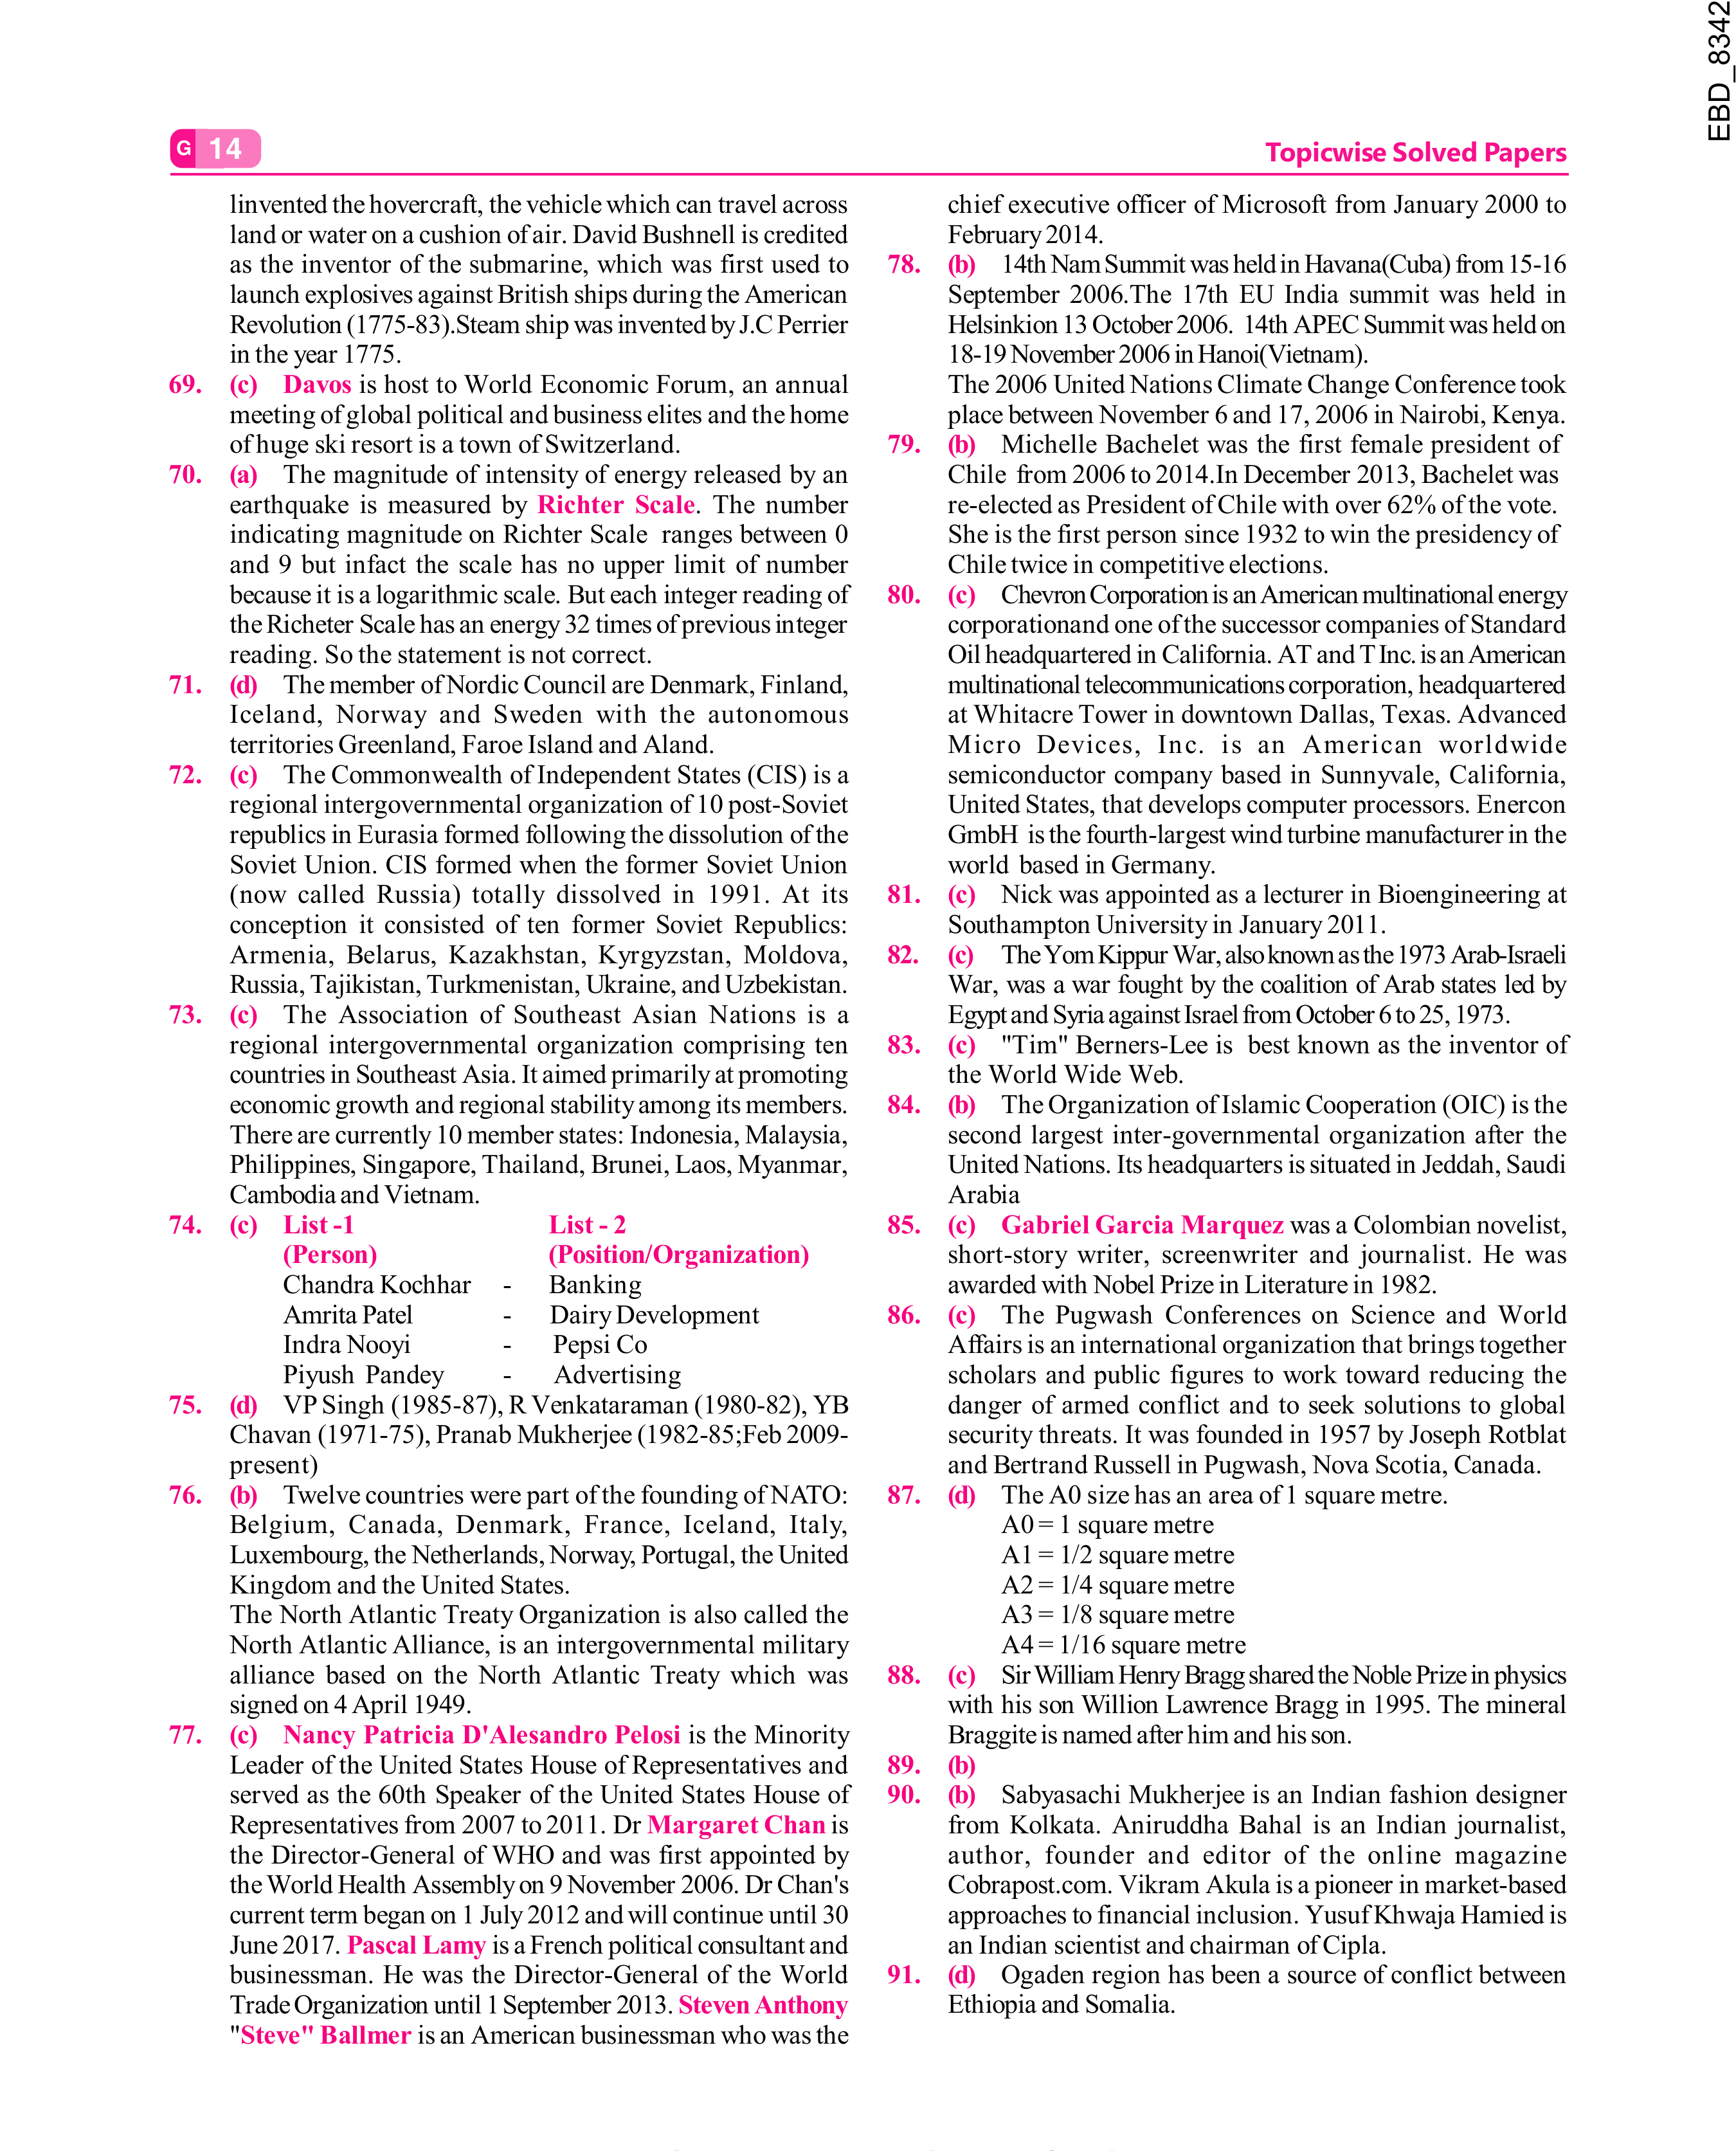 EBD_8342
G 14
Topicwise Solved Papers
linvented the hovercraft, the vehicle which can travel across
land or water on a cushion of air. David Bushnell is credited
as the inventor of the submarine, which was first used to
launch explosives against British ships during the American
Revolution (1775-83).Steam ship was invented by J.C Perrier
in the year 1775.
69. (c) Davos is host to World Economic Forum, an annual
meeting of global political and business elites and the home
of huge ski resort is a town of Switzerland.
70. (a) The magnitude of intensity of energy released by an
earthquake is measured by Richter Scale. The number
indicating magnitude on Richter Scale ranges between 0
and 9 but infact the scale has no upper limit of number
because it is a logarithmic scale. But each integer reading of
the Richeter Scale has an energy 32 times of previous integer
reading. So the statement is not correct.
71. (d) The member of Nordic Council are Denmark, Finland,
Iceland, Norway and Sweden with the autonomous
territories Greenland, Faroe Island and Aland.
72. (c) The Commonwealth of Independent States (CIS) is a
regional intergovernmental organization of 10 post-Soviet
republics in Eurasia formed following the dissolution of the
Soviet Union. CIS formed when the former Soviet Union
(now called Russia) totally dissolved in 1991. At its
conception it consisted of ten former Soviet Republics:
Armenia, Belarus, Kazakhstan, Kyrgyzstan, Moldova,
Russia, Tajikistan, Turkmenistan, Ukraine, and Uzbekistan.
73. (c) The Association of Southeast Asian Nations is a
regional intergovernmental organization comprising ten
countries in Southeast Asia. It aimed primarily at promoting
economic growth and regional stability among its members.
There are currently 10 member states: Indonesia, Malaysia,
Philippines, Singapore, Thailand, Brunei, Laos, Myanmar,
Cambodia and Vietnam.
74. (c) List -1 List - 2
(Person) (Position/Organization)
Chandra Kochhar - Banking
Amrita Patel - Dairy Development
Indra Nooyi - Pepsi Co
Piyush Pandey - Advertising
75. (d) VP Singh (1985-87), R Venkataraman (1980-82), YB
Chavan (1971-75), Pranab Mukherjee (1982-85;Feb 2009-
present)
76. (b) Twelve countries were part of the founding of NATO:
Belgium, Canada, Denmark, France, Iceland, Italy,
Luxembourg, the Netherlands, Norway, Portugal, the United
Kingdom and the United States.
The North Atlantic Treaty Organization is also called the
North Atlantic Alliance, is an intergovernmental military
alliance based on the North Atlantic Treaty which was
signed on 4 April 1949.
77. (c) Nancy Patricia D'Alesandro Pelosi is the Minority
Leader of the United States House of Representatives and
served as the 60th Speaker of the United States House of
Representatives from 2007 to 2011. Dr Margaret Chan is
the Director-General of WHO and was first appointed by
the World Health Assembly on 9 November 2006. Dr Chan's
current term began on 1 July 2012 and will continue until 30
June 2017. Pascal Lamy is a French political consultant and
businessman. He was the Director-General of the World
Trade Organization until 1 September 2013. Steven Anthony
"Steve" Ballmer is an American businessman who was the
chief executive officer of Microsoft from January 2000 to
February 2014.
78. (b) 14th Nam Summit was held in Havana(Cuba) from 15-16
September 2006.The 17th EU India summit was held in
Helsinkion 13 October 2006. 14th APEC Summit was held on
18-19 November 2006 in Hanoi(Vietnam).
The 2006 United Nations Climate Change Conference took
place between November 6 and 17, 2006 in Nairobi, Kenya.
79. (b) Michelle Bachelet was the first female president of
Chile from 2006 to 2014.In December 2013, Bachelet was
re-elected as President of Chile with over 62% of the vote.
She is the first person since 1932 to win the presidency of
Chile twice in competitive elections.
80. (c) Chevron Corporation is an American multinational energy
corporationand one of the successor companies of Standard
Oil headquartered in California. AT and T Inc. is an American
multinational telecommunications corporation, headquartered
at Whitacre Tower in downtown Dallas, Texas. Advanced
Micro Devices, Inc. is an American worldwide
semiconductor company based in Sunnyvale, California,
United States, that develops computer processors. Enercon
GmbH is the fourth-largest wind turbine manufacturer in the
world based in Germany.
81. (c) Nick was appointed as a lecturer in Bioengineering at
Southampton University in January 2011.
82. (c) The Yom Kippur War, also known as the 1973 Arab-Israeli
War, was a war fought by the coalition of Arab states led by
Egypt and Syria against Israel from October 6 to 25, 1973.
83. (c) "Tim" Berners-Lee is best known as the inventor of
the World Wide Web.
84. (b) The Organization of Islamic Cooperation (OIC) is the
second largest inter-governmental organization after the
United Nations. Its headquarters is situated in Jeddah, Saudi
Arabia
85. (c) Gabriel Garcia Marquez was a Colombian novelist,
short-story writer, screenwriter and journalist. He was
awarded with Nobel Prize in Literature in 1982.
86. (c) The Pugwash Conferences on Science and World
Affairs is an international organization that brings together
scholars and public figures to work toward reducing the
danger of armed conflict and to seek solutions to global
security threats. It was founded in 1957 by Joseph Rotblat
and Bertrand Russell in Pugwash, Nova Scotia, Canada.
87. (d) The A0 size has an area of 1 square metre.
A0 = 1 square metre
A1 = 1/2 square metre
A2 = 1/4 square metre
A3 = 1/8 square metre
A4 = 1/16 square metre
88. (c) Sir William Henry Bragg shared the Noble Prize in physics
with his son Willion Lawrence Bragg in 1995. The mineral
Braggite is named after him and his son.
89. (b)
90. (b) Sabyasachi Mukherjee is an Indian fashion designer
from Kolkata. Aniruddha Bahal is an Indian journalist,
author, founder and editor of the online magazine
Cobrapost.com. Vikram Akula is a pioneer in market-based
approaches to financial inclusion. Yusuf Khwaja Hamied is
an Indian scientist and chairman of Cipla.
91. (d) Ogaden region has been a source of conflict between
Ethiopia and Somalia.